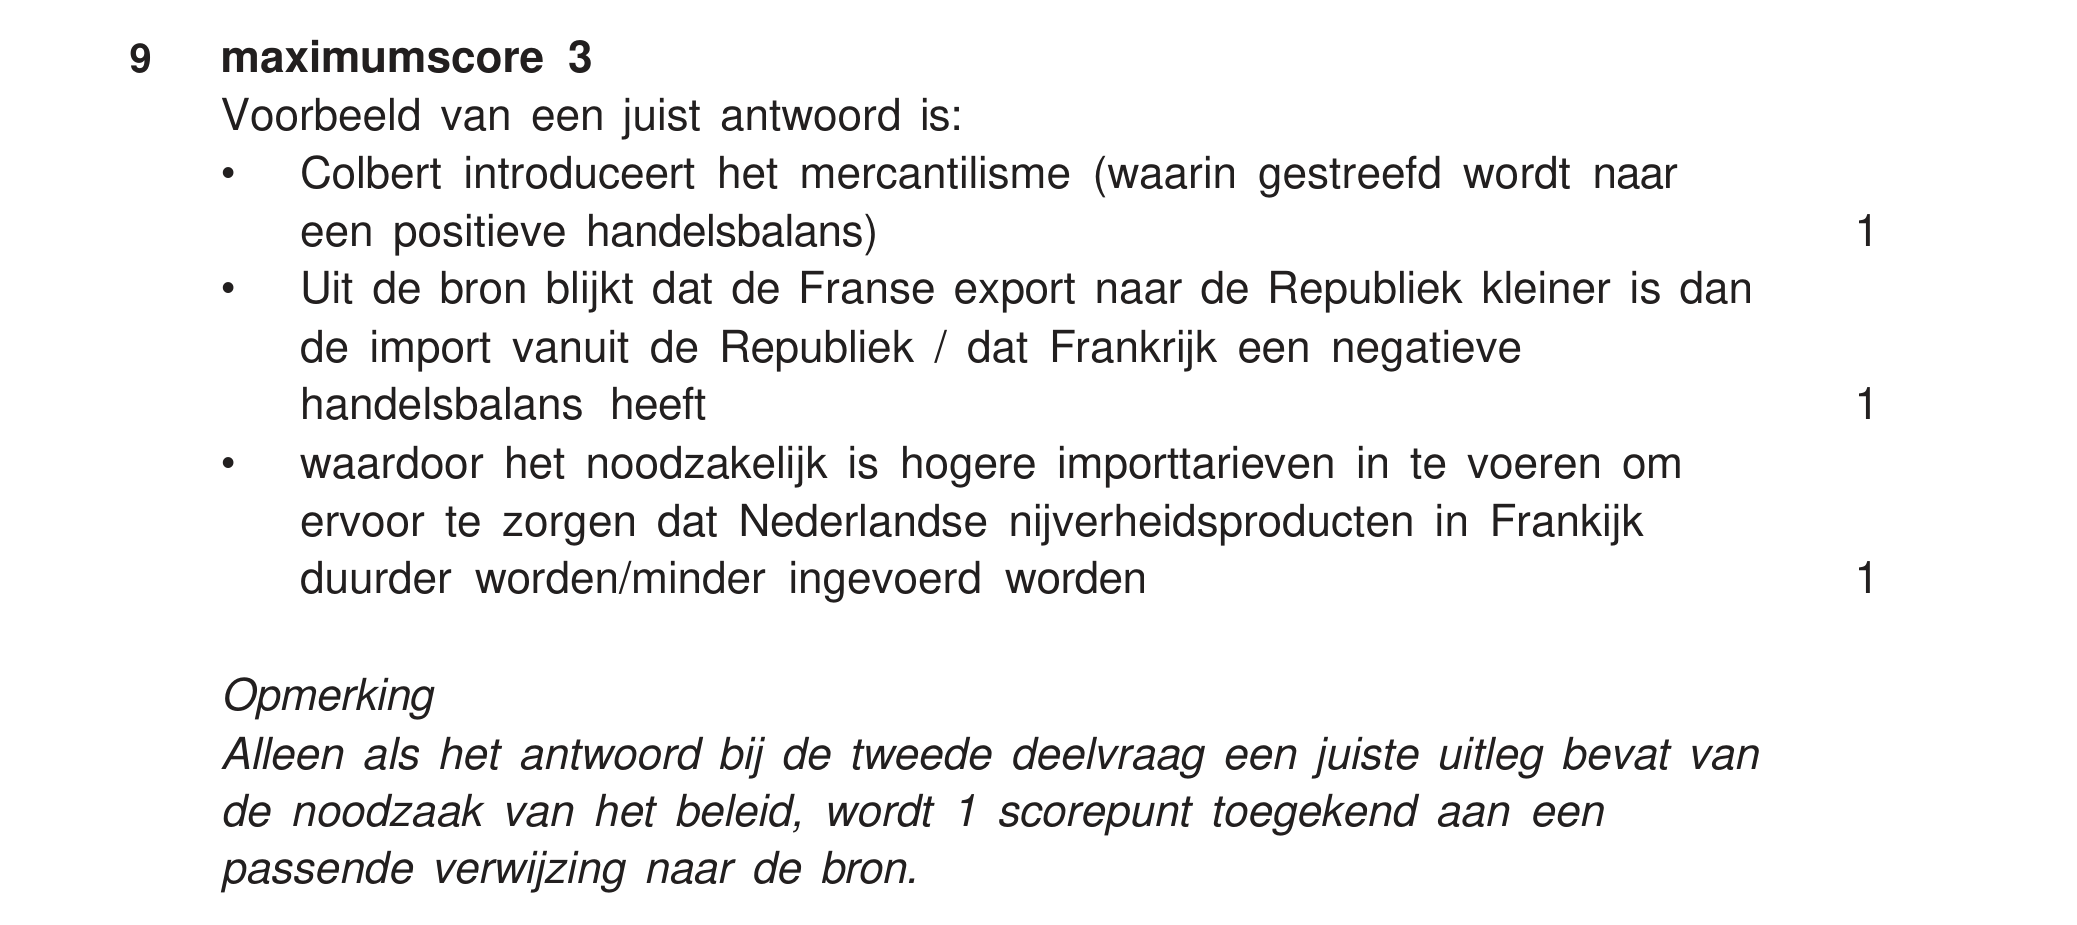 9 maximumscore 3
Voorbeeld van een juist antwoord is:
• Colbert introduceert het mercantilisme (waarin gestreefd wordt naar
een positieve handelsbalans) 1
• Uit de bron blijkt dat de Franse export naar de Republiek kleiner is dan
de import vanuit de Republiek / dat Frankrijk een negatieve
handelsbalans heeft 1
• waardoor het noodzakelijk is hogere importtarieven in te voeren om
ervoor te zorgen dat Nederlandse nijverheidsproducten in Frankijk
duurder worden/minder ingevoerd worden 1
Opmerking
Alleen als het antwoord bij de tweede deelvraag een juiste uitleg bevat van
de noodzaak van het beleid, wordt 1 scorepunt toegekend aan een
passende verwijzing naar de bron.